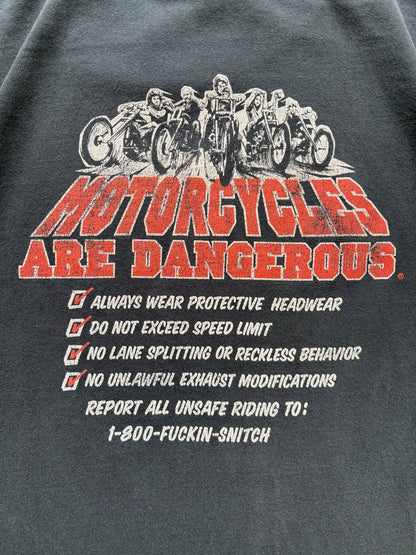 MOTORCYCLES
ARE DANGEROUS®
ALWAYS WEAR PROTECTIVE HEADWEAR
DO NOT EXCEED SPEED LIMIT
NO LANE SPLITTING OR RECKLESS BEHAVIOR
NO UNLAWFUL EXHAUST MODIFICATIONS
REPORT ALL UNSAFE RIDING TO:
1-800-FUCKIN-SNITCH